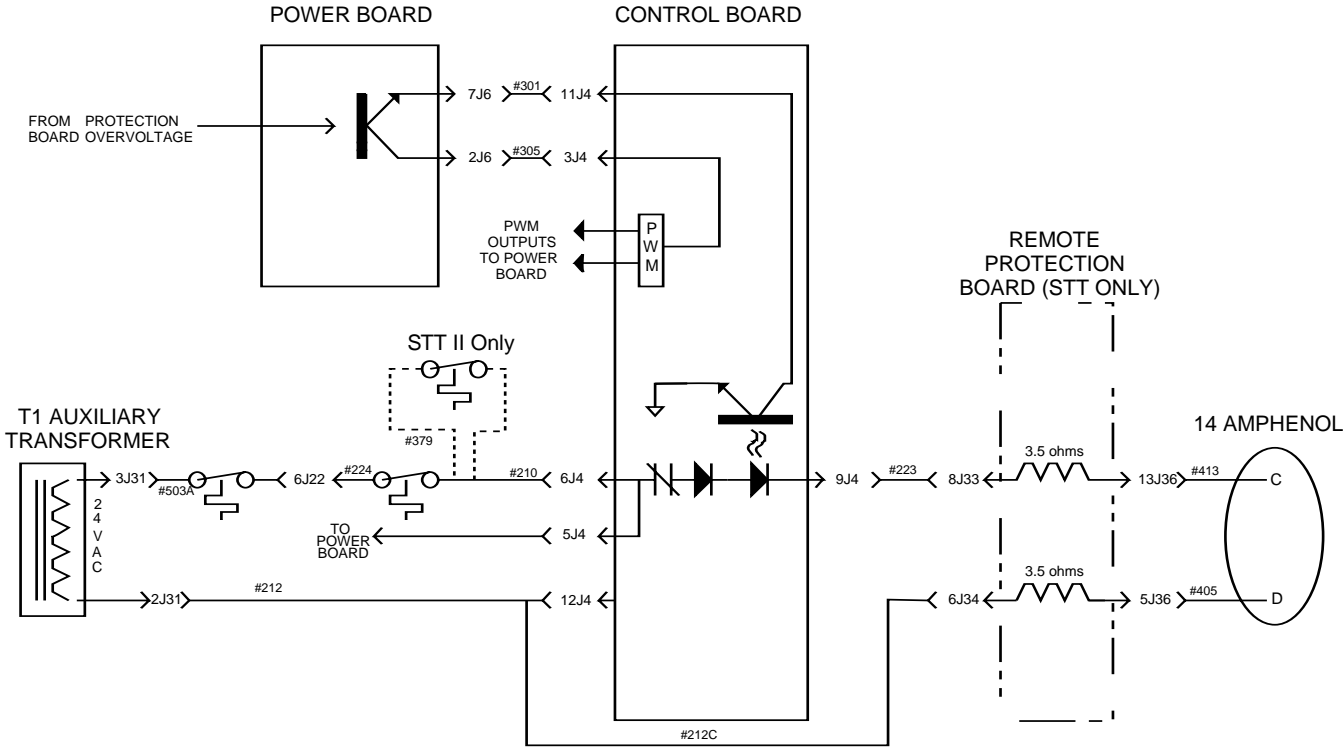 POWER BOARD
CONTROL BOARD
7J6
#301
11J4
FROM PROTECTION
BOARD OVERVOLTAGE
2J6
#305
3J4
PWM
OUTPUTS
TO POWER
BOARD
P
W
M
REMOTE
PROTECTION
BOARD (STT ONLY)
STT II Only
T1 AUXILIARY
TRANSFORMER
14 AMPHENOL
#379
3J31
#503A
6J22
#224
#210
6J4
9J4
#223
8J33
3.5 ohms
13J36
#413
C
2
4
V
A
C
TO
POWER
BOARD
5J4
2J31
#212
12J4
6J34
3.5 ohms
5J36
#405
D
#212C